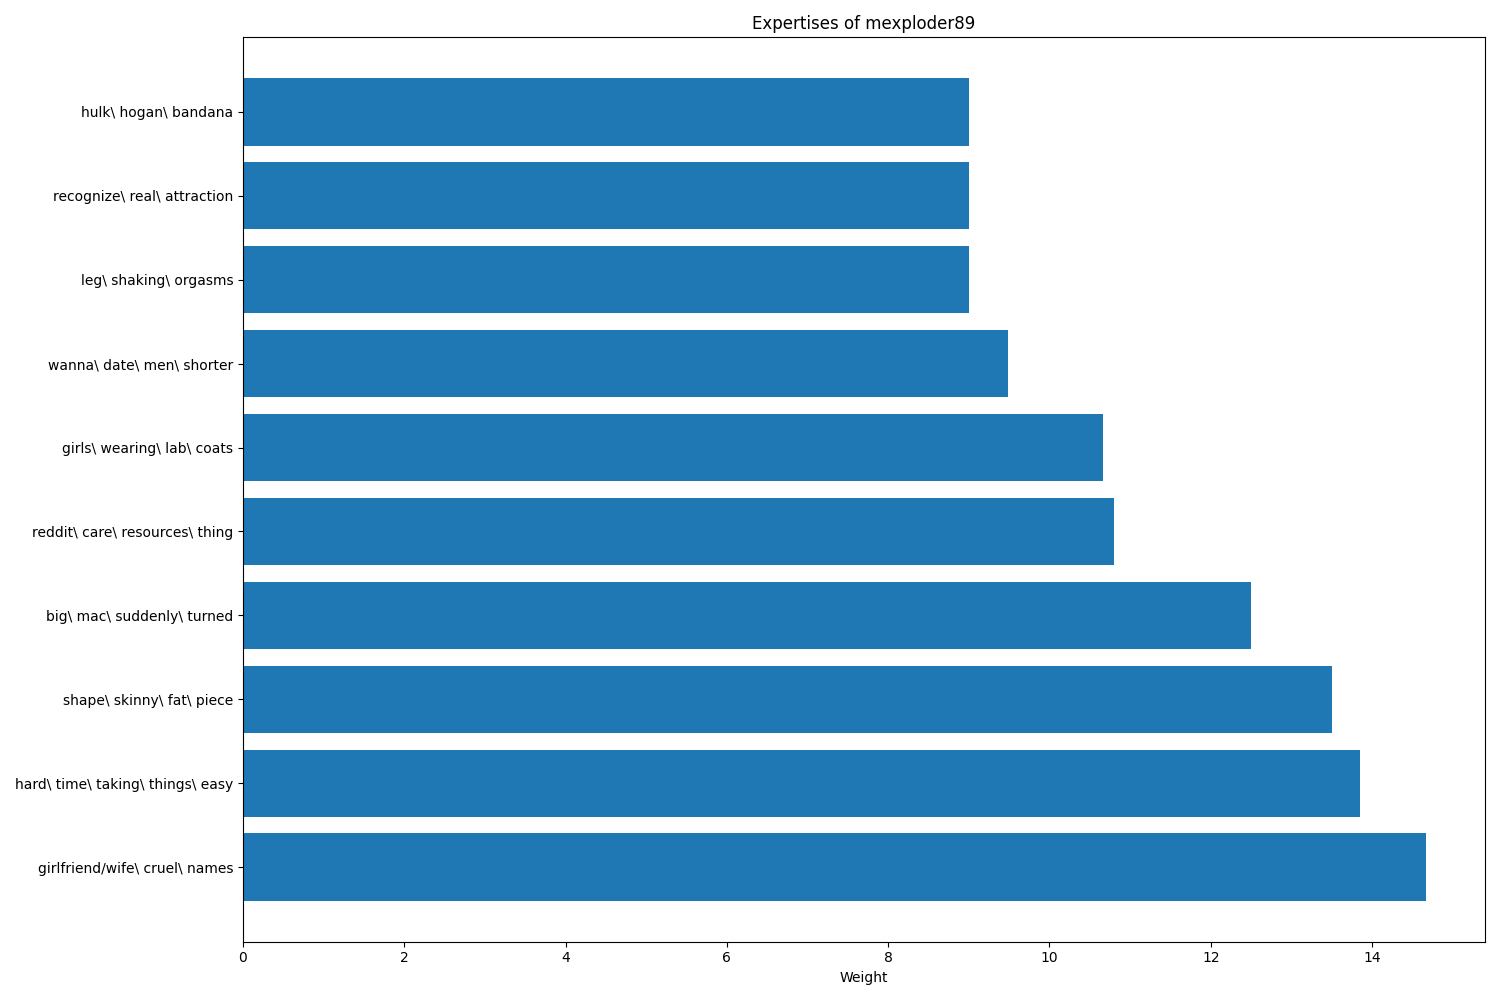 Expertises of mexploder89
hulk\ hogan\ bandana
recognize\ real\ attraction
leg\ shaking\ orgasms
wanna\ date\ men\ shorter
girls\ wearing\ lab\ coats
reddit\ care\ resources\ thing
big\ mac\ suddenly\ turned
shape\ skinny\ fat\ piece
hard\ time\ taking\ things\ easy
girlfriend/wife\ cruel\ names
0 2 4 6 8 10 12 14
Weight